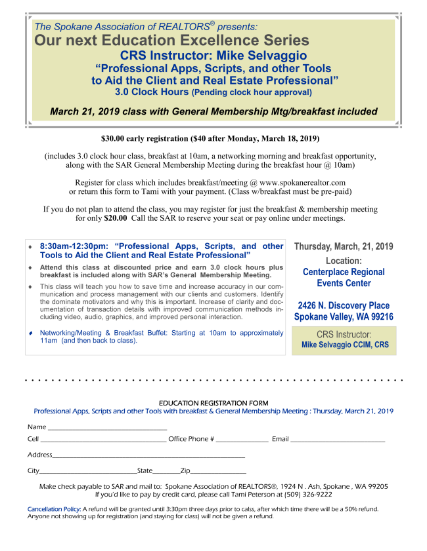 The Spokane Association of REALTORS® presents:
Our next Education Excellence Series
CRS Instructor: Mike Selvaggio
“Professional Apps, Scripts, and other Tools
to Aid the Client and Real Estate Professional”
3.0 Clock Hours (Pending clock hour approval)
March 21, 2019 class with General Membership Mtg/breakfast included
$30.00 early registration ($40 after Monday, March 18, 2019)
(includes 3.0 clock hour class, breakfast at 10am, a networking morning and breakfast opportunity,
along with the SAR General Membership Meeting during the breakfast hour @ 10am)
Register for class which includes breakfast/meeting @ www.spokanerealtor.com
or return this form to Tami with your payment. (Class w/breakfast must be pre-paid)
If you do not plan to attend the class, you may register for just the breakfast & membership meeting
for only $20.00 Call the SAR to reserve your seat or pay online under meetings.
♦ 8:30am-12:30pm: “Professional Apps, Scripts, and other
Tools to Aid the Client and Real Estate Professional”
♦ Attend this class at discounted price and earn 3.0 clock hours plus
breakfast is included along with SAR's General Membership Meeting.
♦ This class will teach you how to save time and increase accuracy in our com-
munication and process management with our clients and customers. Identify
the dominate motivators and why this is important. Increase of clarity and doc-
umentation of transaction details with improved communication methods in-
cluding video, audio, graphics, and improved personal interaction.
♦ Networking/Meeting & Breakfast Buffet: Starting at 10am to approximately
11am (and then back to class).
Thursday, March, 21, 2019
Location:
Centerplace Regional
Events Center
2426 N. Discovery Place
Spokane Valley, WA 99216
CRS Instructor:
Mike Selvaggio CCIM, CRS
EDUCATION REGISTRATION FORM
Professional Apps, Scripts and other Tools with breakfast & General Membership Meeting : Thursday, March 21, 2019
Name
Cell Office Phone # Email
Address
City State Zip
Make check payable to SAR and mail to: Spokane Association of REALTORS®, 1924 N . Ash, Spokane , WA 99205
If you'd like to pay by credit card, please call Tami Peterson at (509) 326-9222
Cancellation Policy: A refund will be granted until 3:30pm three days prior to calls, after which time there will be a 50% refund.
Anyone not showing up for registration (and staying for class) will not be given a refund.